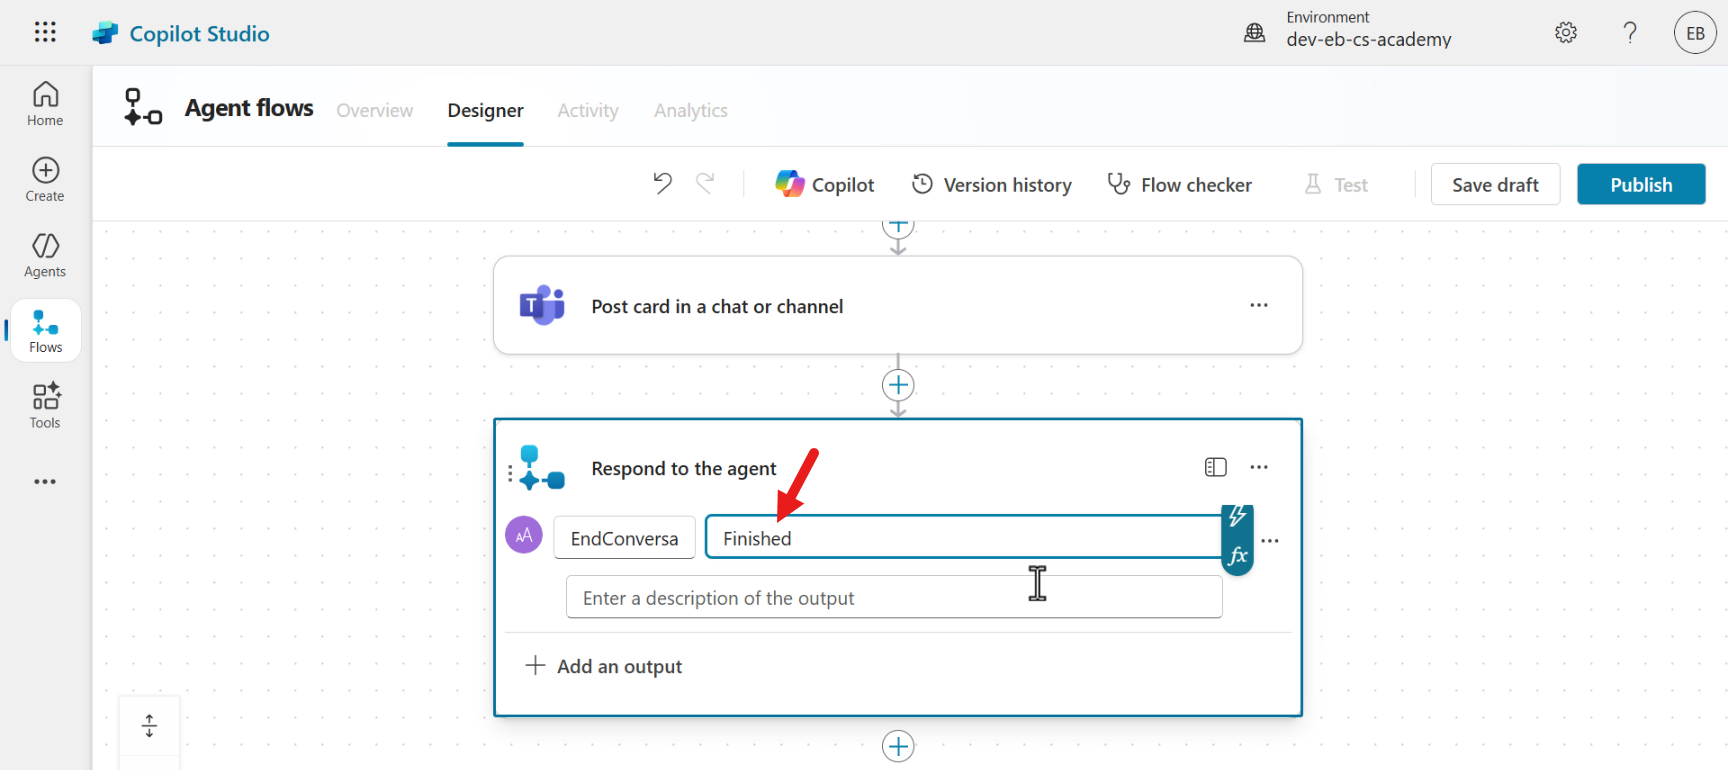 Copilot Studio
Environment
dev-eb-cs-academy
EB
Home
Create
Agents
Flows
Tools
Agent flows
Overview
Designer
Activity
Analytics
Copilot
Version history
Flow checker
Test
Save draft
Publish
T
Post card in a chat or channel
Respond to the agent
AA
EndConversa
Finished
fx
Enter a description of the output
Add an output